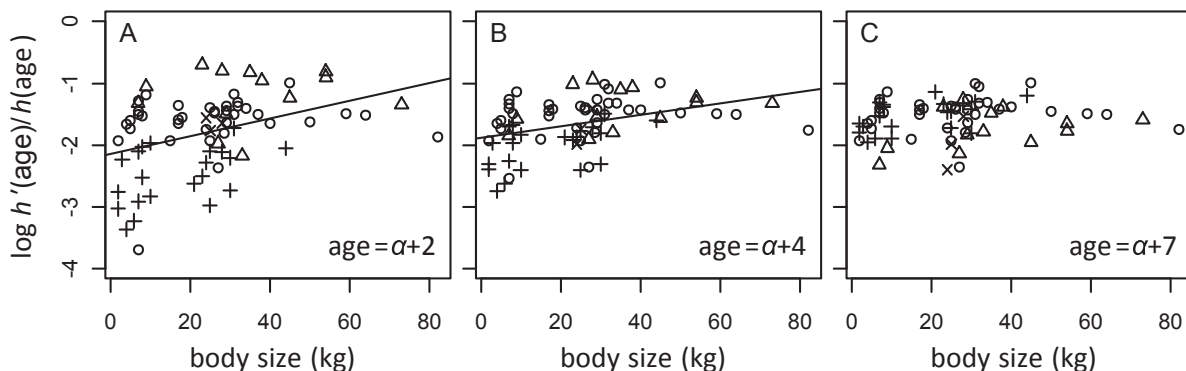 log h '(age)/h(age)
0
-1
-2
-3
-4
A
age=α+2
0 20 40 60 80
body size (kg)
B
age=α+4
0 20 40 60 80
body size (kg)
C
age=α+7
0 20 40 60 80
body size (kg)